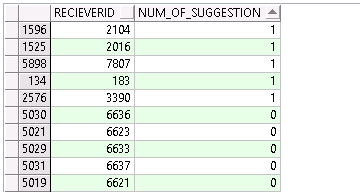 RECIEVERID NUM_OF_SUGGESTION
1596 2104 1
1525 2016 1
5898 7807 1
134 183 1
2576 3390 1
5030 6636 0
5021 6623 0
5029 6633 0
5031 6637 0
5019 6621 0